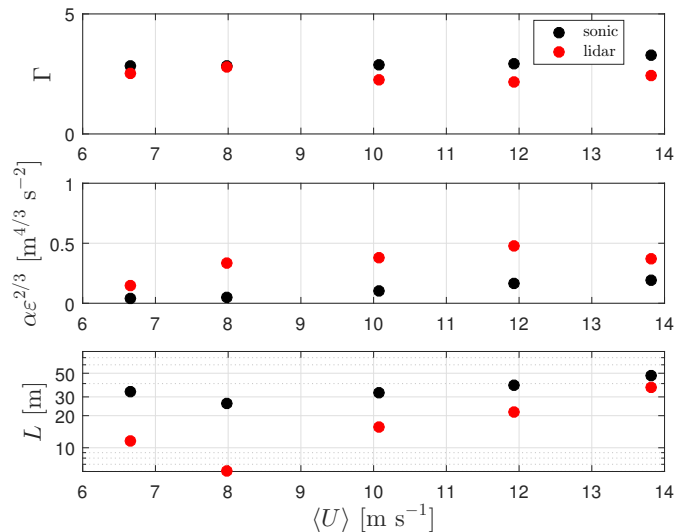 5
sonic
lidar
Γ
0
6 7 8 9 10 11 12 13 14
1
αε^{2/3} [m^{4/3} s^{−2}]
0.5
0
6 7 8 9 10 11 12 13 14
50
30
20
L [m]
10
6 7 8 9 10 11 12 13 14
⟨U⟩ [m s^{−1}]